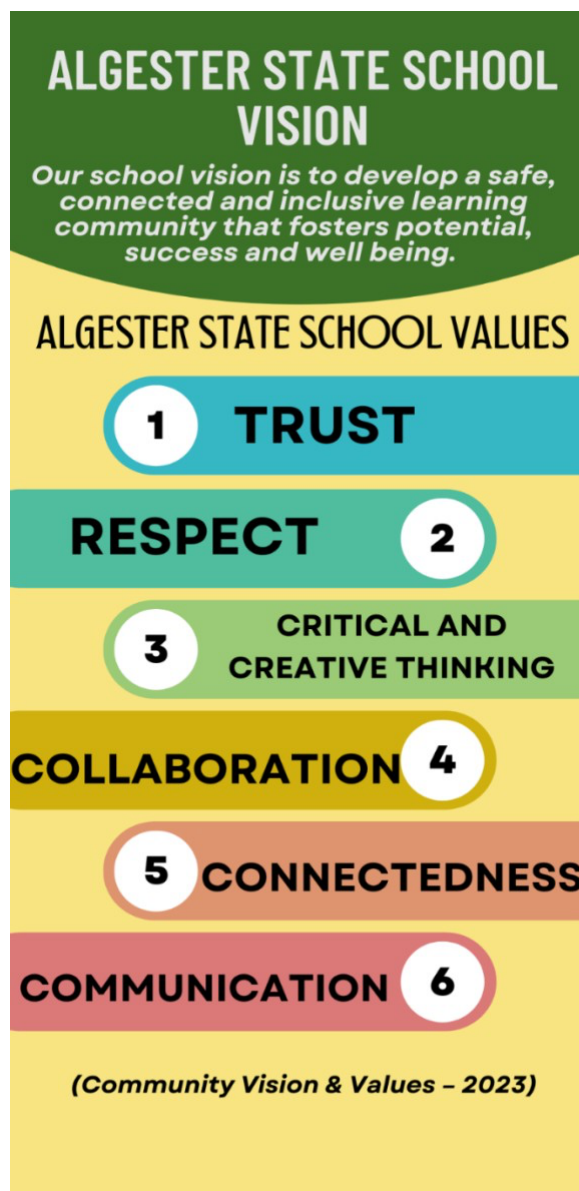 ALGESTER STATE SCHOOL
VISION
Our school vision is to develop a safe,
connected and inclusive learning
community that fosters potential,
success and well being.
ALGESTER STATE SCHOOL VALUES
1 TRUST
RESPECT 2
3 CRITICAL AND
CREATIVE THINKING
COLLABORATION 4
5 CONNECTEDNESS
COMMUNICATION 6
(Community Vision & Values – 2023)